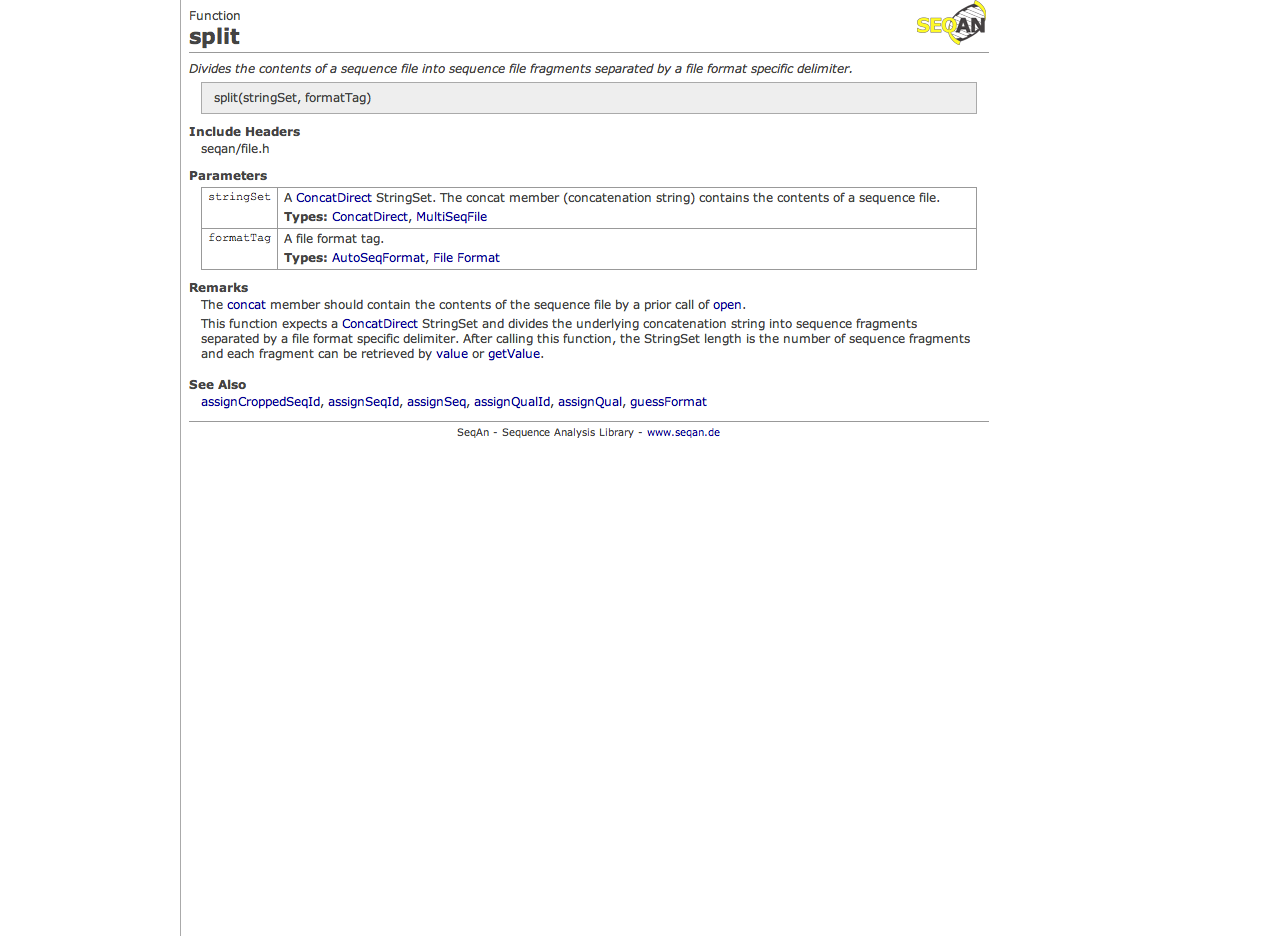 Function
split
SEQAN
Divides the contents of a sequence file into sequence file fragments separated by a file format specific delimiter.
split(stringSet, formatTag)
Include Headers
seqan/file.h
Parameters
stringSet A ConcatDirect StringSet. The concat member (concatenation string) contains the contents of a sequence file.
Types: ConcatDirect, MultiSeqFile
formatTag A file format tag.
Types: AutoSeqFormat, File Format
Remarks
The concat member should contain the contents of the sequence file by a prior call of open.
This function expects a ConcatDirect StringSet and divides the underlying concatenation string into sequence fragments
separated by a file format specific delimiter. After calling this function, the StringSet length is the number of sequence fragments
and each fragment can be retrieved by value or getValue.
See Also
assignCroppedSeqId, assignSeqId, assignSeq, assignQualId, assignQual, guessFormat
SeqAn - Sequence Analysis Library - www.seqan.de